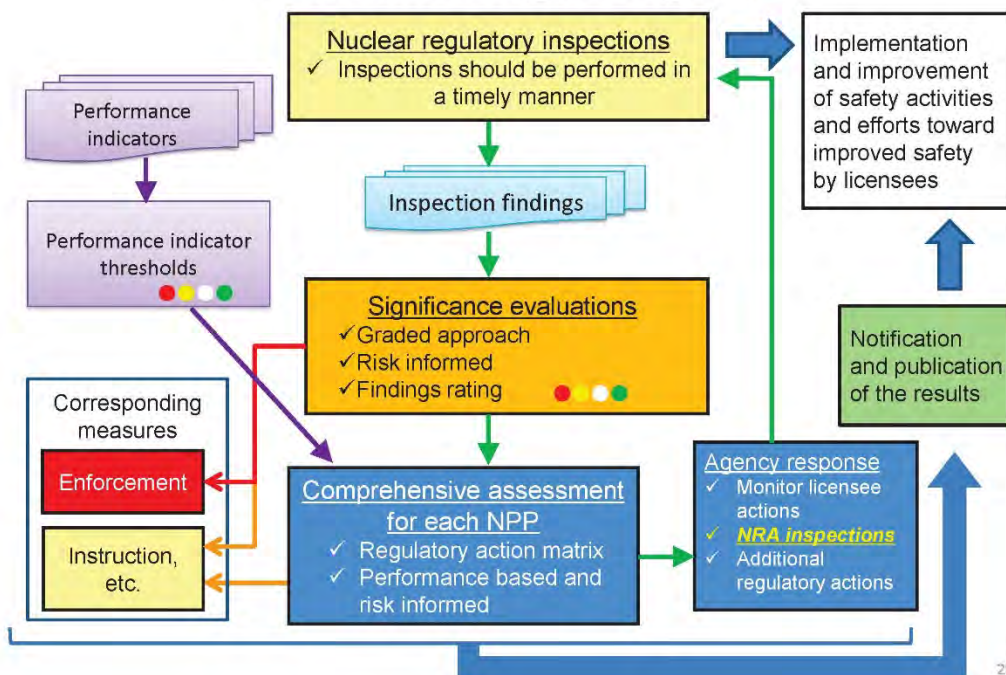 Nuclear regulatory inspections
✓ Inspections should be performed in
a timely manner
Implementation
and improvement
of safety activities
and efforts toward
improved safety
by licensees
Performance
indicators
Inspection findings
Performance indicator
thresholds
Significance evaluations
✓Graded approach
✓Risk informed
✓Findings rating
Notification
and publication
of the results
Corresponding
measures
Enforcement
Instruction,
etc.
Comprehensive assessment
for each NPP
✓ Regulatory action matrix
✓ Performance based and
risk informed
Agency response
✓ Monitor licensee
actions
✓ NRA inspections
✓ Additional
regulatory actions
2